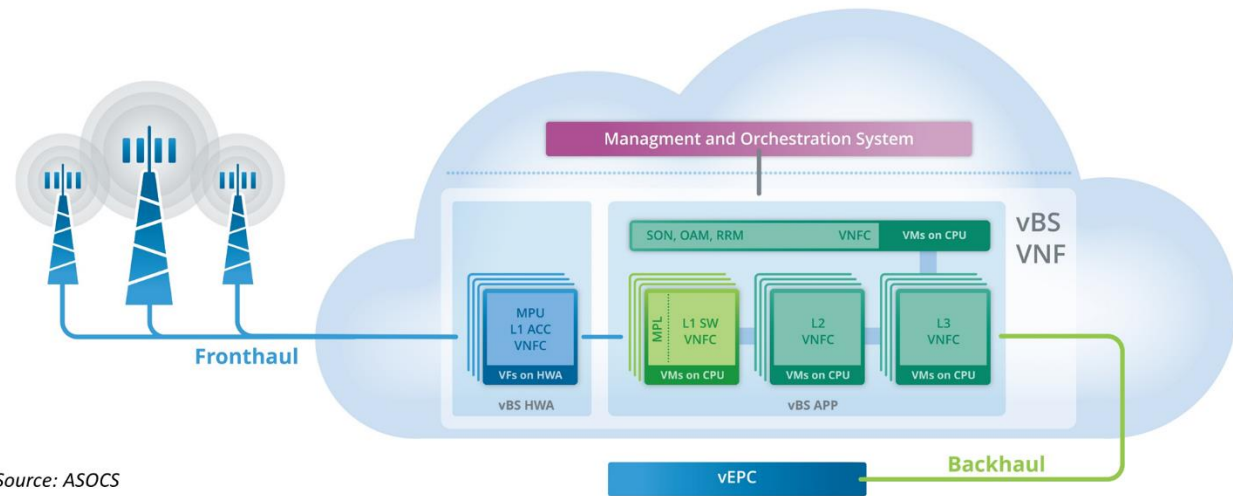 Managment and Orchestration System
SON, OAM, RRM VNFC VMs on CPU
vBS
VNF
MPU
L1 ACC
VNFC
VFs on HWA
MPL
L1 SW
VNFC
VMs on CPU
L2
VNFC
VMs on CPU
L3
VNFC
VMs on CPU
vBS HWA
vBS APP
Fronthaul
Backhaul
vEPC
Source: ASOCS